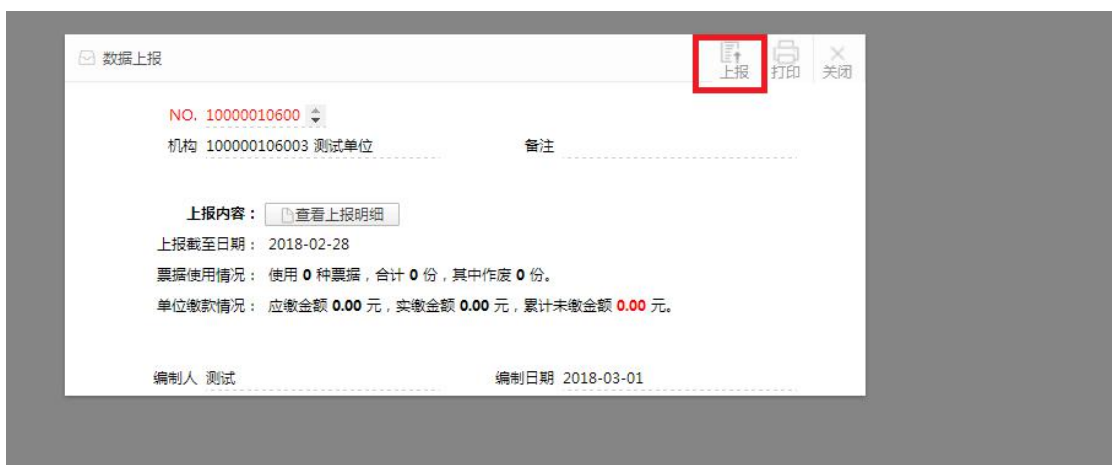 数据上报
上报 打印 关闭
NO. 10000010600
机构 100000106003 测试单位 备注
上报内容： 查看上报明细
上报截至日期： 2018-02-28
票据使用情况： 使用 0 种票据，合计 0 份，其中作废 0 份。
单位缴款情况： 应缴金额 0.00 元，实缴金额 0.00 元，累计未缴金额 0.00 元。
编制人 测试 编制日期 2018-03-01